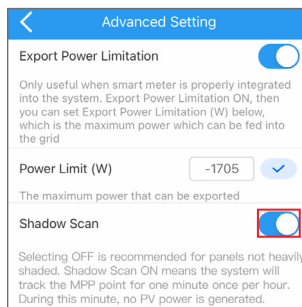 Advanced Setting
Export Power Limitation
Only useful when smart meter is properly integrated
into the system. Export Power Limitation ON, then
you can set Export Power Limitation (W) below,
which is the maximum power which can be fed into
the grid
Power Limit (W) -1705
The maximum power that can be exported
Shadow Scan
Selecting OFF is recommended for panels not heavily
shaded. Shadow Scan ON means the system will
track the MPP point for one minute once per hour.
During this minute, no PV power is generated.